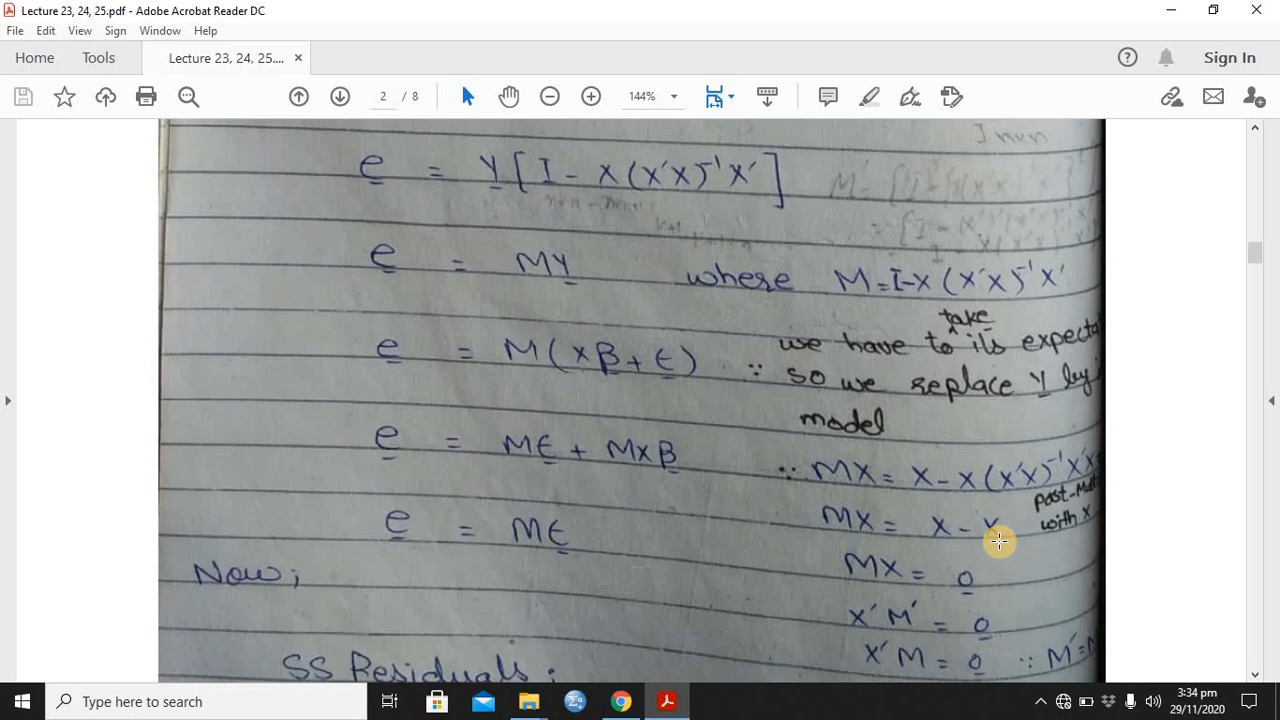 Lecture 23, 24, 25.pdf - Adobe Acrobat Reader DC
File Edit View Sign Window Help
Home Tools Lecture 23, 24, 25.... × Sign In
2 / 8 144%
I nxn
e = Y [ I - X (X'X)⁻¹ X' ]
e = MY where M = I - X (X'X)⁻¹ X'
e = M (Xβ + ε) ∵ we have to take its
so we replace Y by
model
e = Mε + MXβ ∵ MX = X - X (X'X)⁻¹ X'X
with X
MX = X - X
e = Mε
MX = 0
Now;
X'M' = 0
X'M = 0 ∵ M' = M
SS Residuals:
Type here to search
3:34 pm
29/11/2020